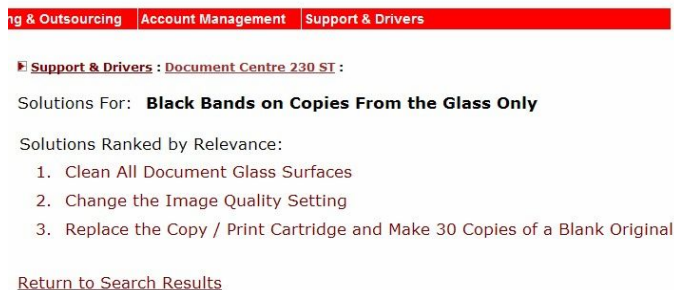 ng & Outsourcing Account Management Support & Drivers
Support & Drivers : Document Centre 230 ST :
Solutions For: Black Bands on Copies From the Glass Only
Solutions Ranked by Relevance:
1. Clean All Document Glass Surfaces
2. Change the Image Quality Setting
3. Replace the Copy / Print Cartridge and Make 30 Copies of a Blank Original
Return to Search Results